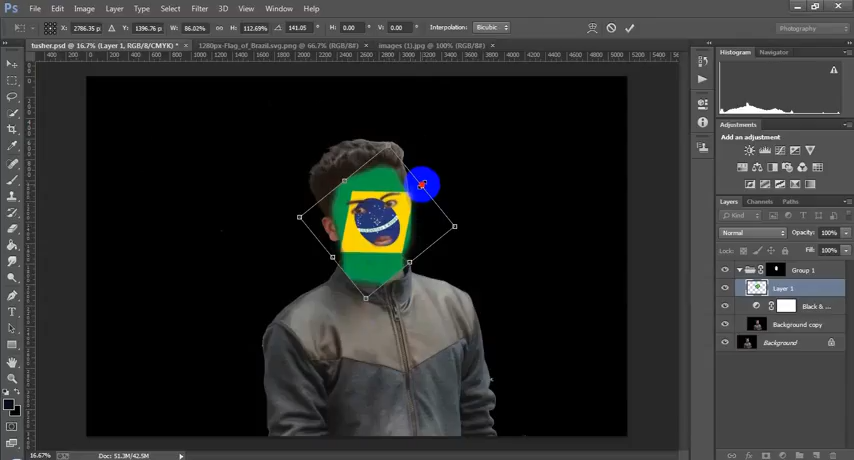 Ps File Edit Image Layer Type Select Filter 3D View Window Help
X: 2786.35 p Y: 1396.76 p W: 86.02% H: 112.69% 141.05 H: 0.00 V: 0.00 Interpolation: Bicubic Photography
tusher.psd @ 16.7% (Layer 1, RGB/8/CMYK) * × 1280px-Flag_of_Brazil.svg.png @ 66.7% (RGB/8#) × images (1).jpg @ 100% (RGB/8#) ×
Histogram Navigator
Adjustments
Add an adjustment
Layers Channels Paths
Kind
Normal Opacity: 100%
Lock: Fill: 100%
Group 1
Layer 1
Black & ...
Background copy
Background
16.67% Doc: 51.3M/42.5M